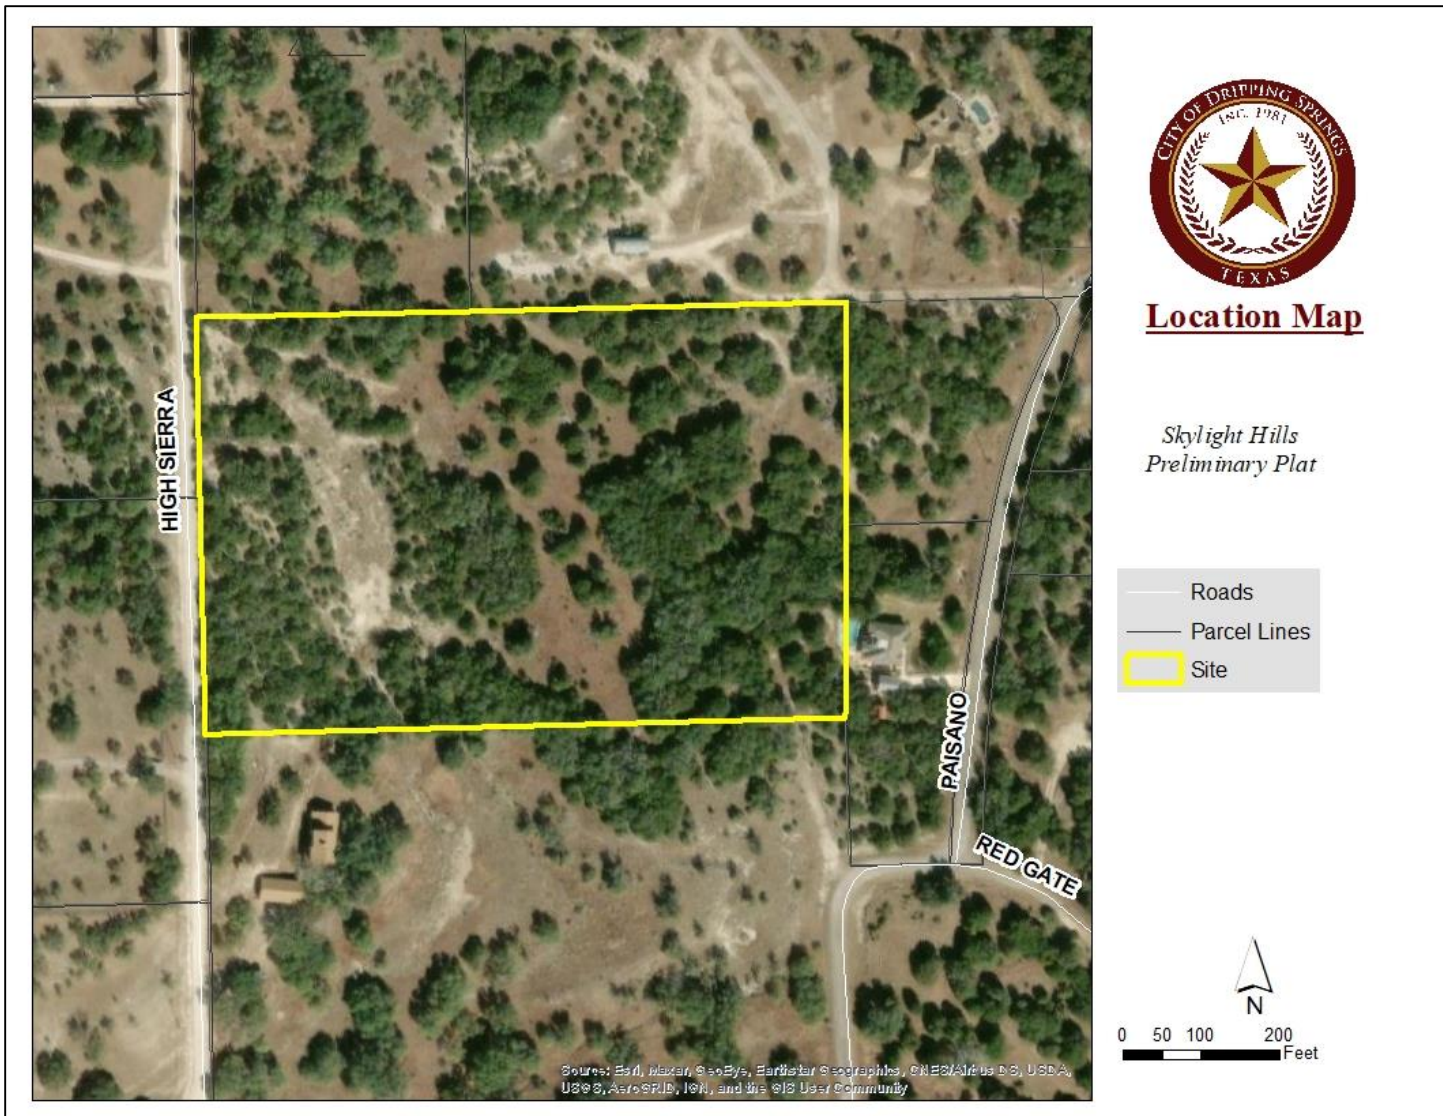 CITY OF DRIPPING SPRINGS
INC. 1981
TEXAS
Location Map
Skylight Hills
Preliminary Plat
Roads
Parcel Lines
Site
HIGH SIERRA
PAISANO
RED GATE
N
0 50 100 200
Feet
Source: Esri, Maxar, GeoEye, Earthstar Geographics, CNES/Airbus DS, USDA,
USGS, AeroGRID, IGN, and the GIS User Community